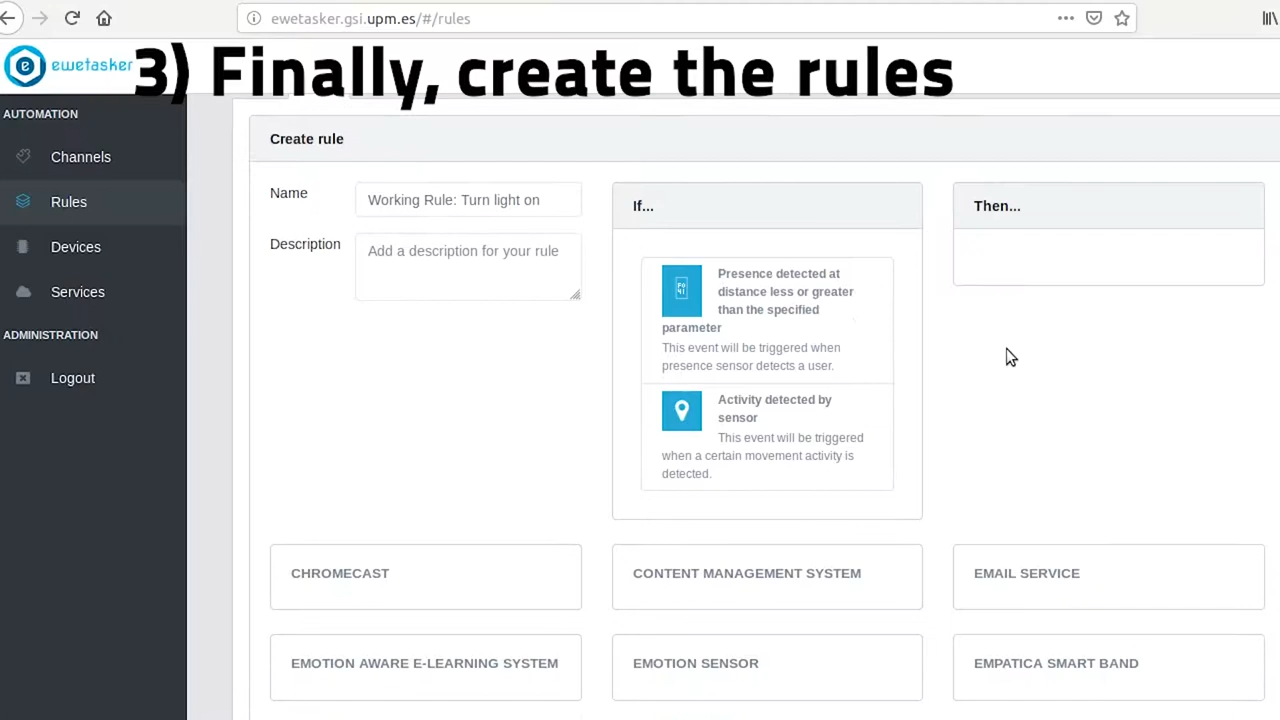 ewetasker.gsi.upm.es/#/rules
ewetasker
3) Finally, create the rules
AUTOMATION
Channels
Rules
Devices
Services
ADMINISTRATION
Logout
Create rule
Name
Working Rule: Turn light on
Description
Add a description for your rule
If...
Presence detected at
distance less or greater
than the specified
parameter
This event will be triggered when
presence sensor detects a user.
Activity detected by
sensor
This event will be triggered
when a certain movement activity is
detected.
Then...
CHROMECAST
CONTENT MANAGEMENT SYSTEM
EMAIL SERVICE
EMOTION AWARE E-LEARNING SYSTEM
EMOTION SENSOR
EMPATICA SMART BAND